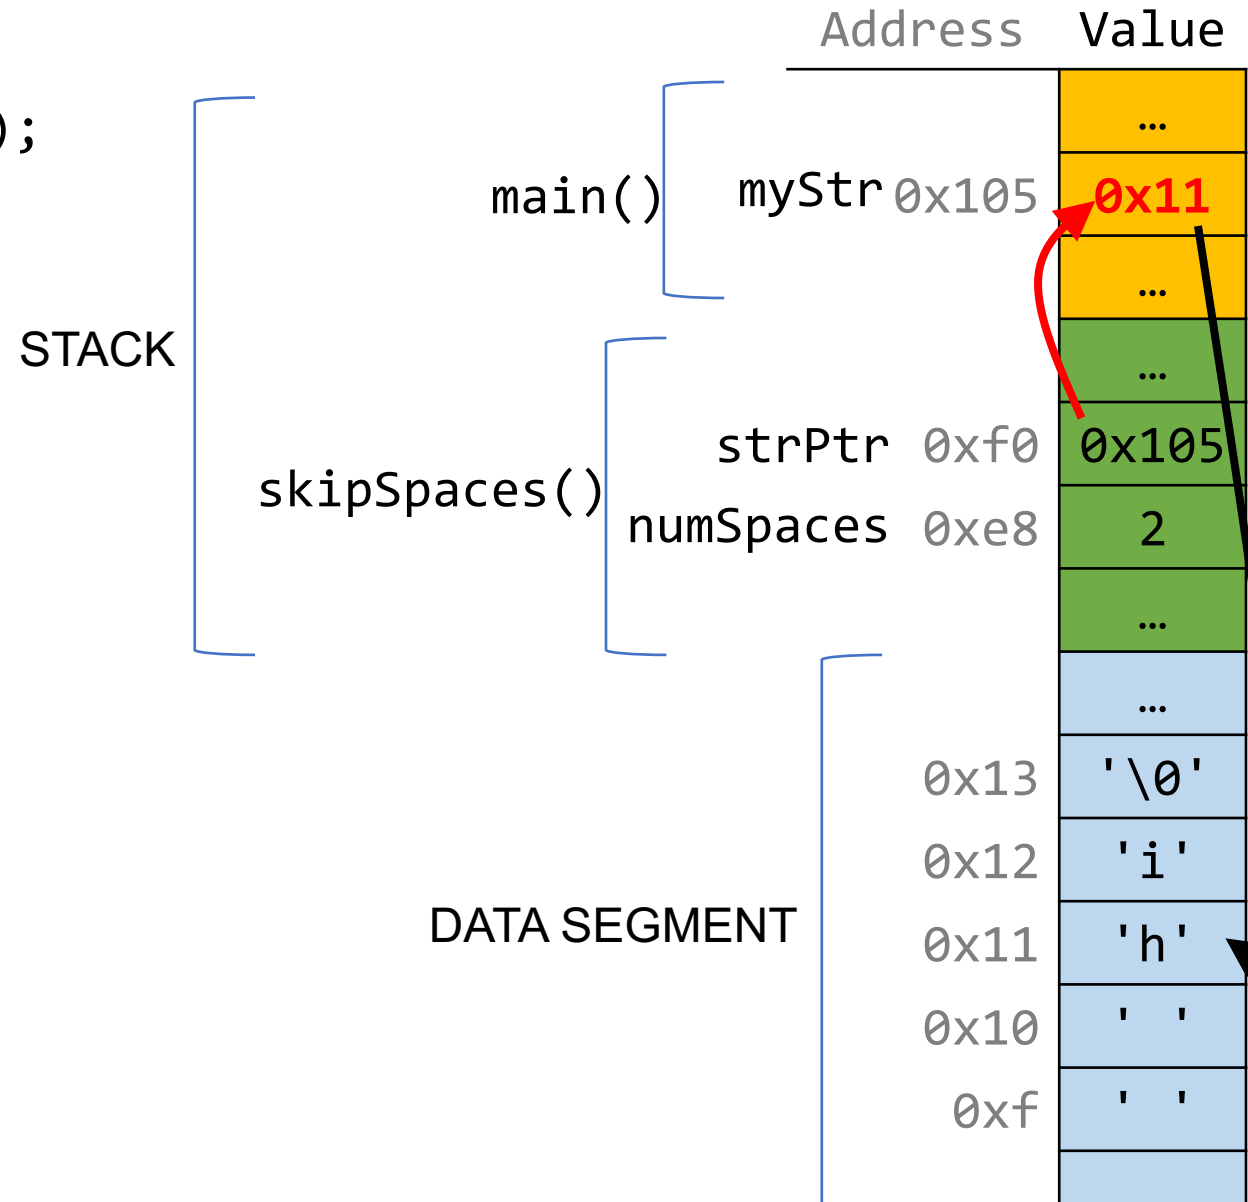 Address Value
…
);
main() myStr 0x105 0x11
…
STACK
…
strPtr 0xf0 0x105
skipSpaces()
numSpaces 0xe8 2
…
…
0x13 '\0'
0x12 'i'
DATA SEGMENT
0x11 'h'
0x10 ' '
0xf ' '